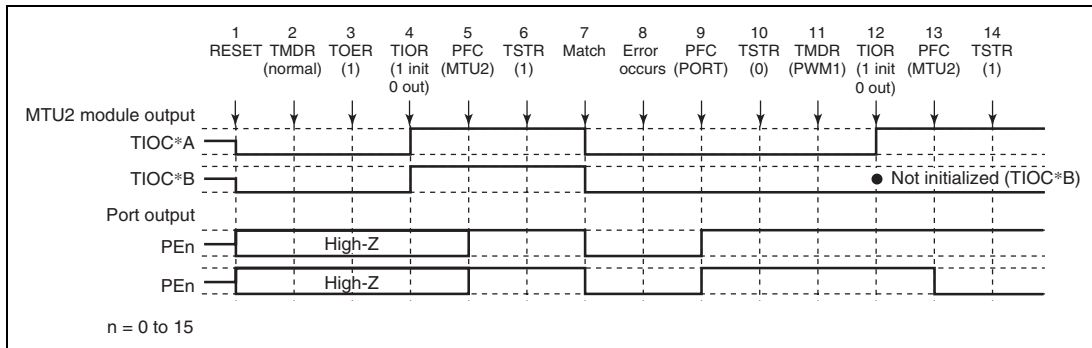 1 2 3 4 5 6 7 8 9 10 11 12 13 14
RESET TMDR TOER TIOR PFC TSTR Match Error PFC TSTR TMDR TIOR PFC TSTR
(normal) (1) (1 init (MTU2) (1) occurs (PORT) (0) (PWM1) (1 init (MTU2) (1)
0 out) 0 out)
MTU2 module output
TIOC*A
TIOC*B
● Not initialized (TIOC*B)
Port output
PEn
High-Z
PEn
High-Z
n = 0 to 15